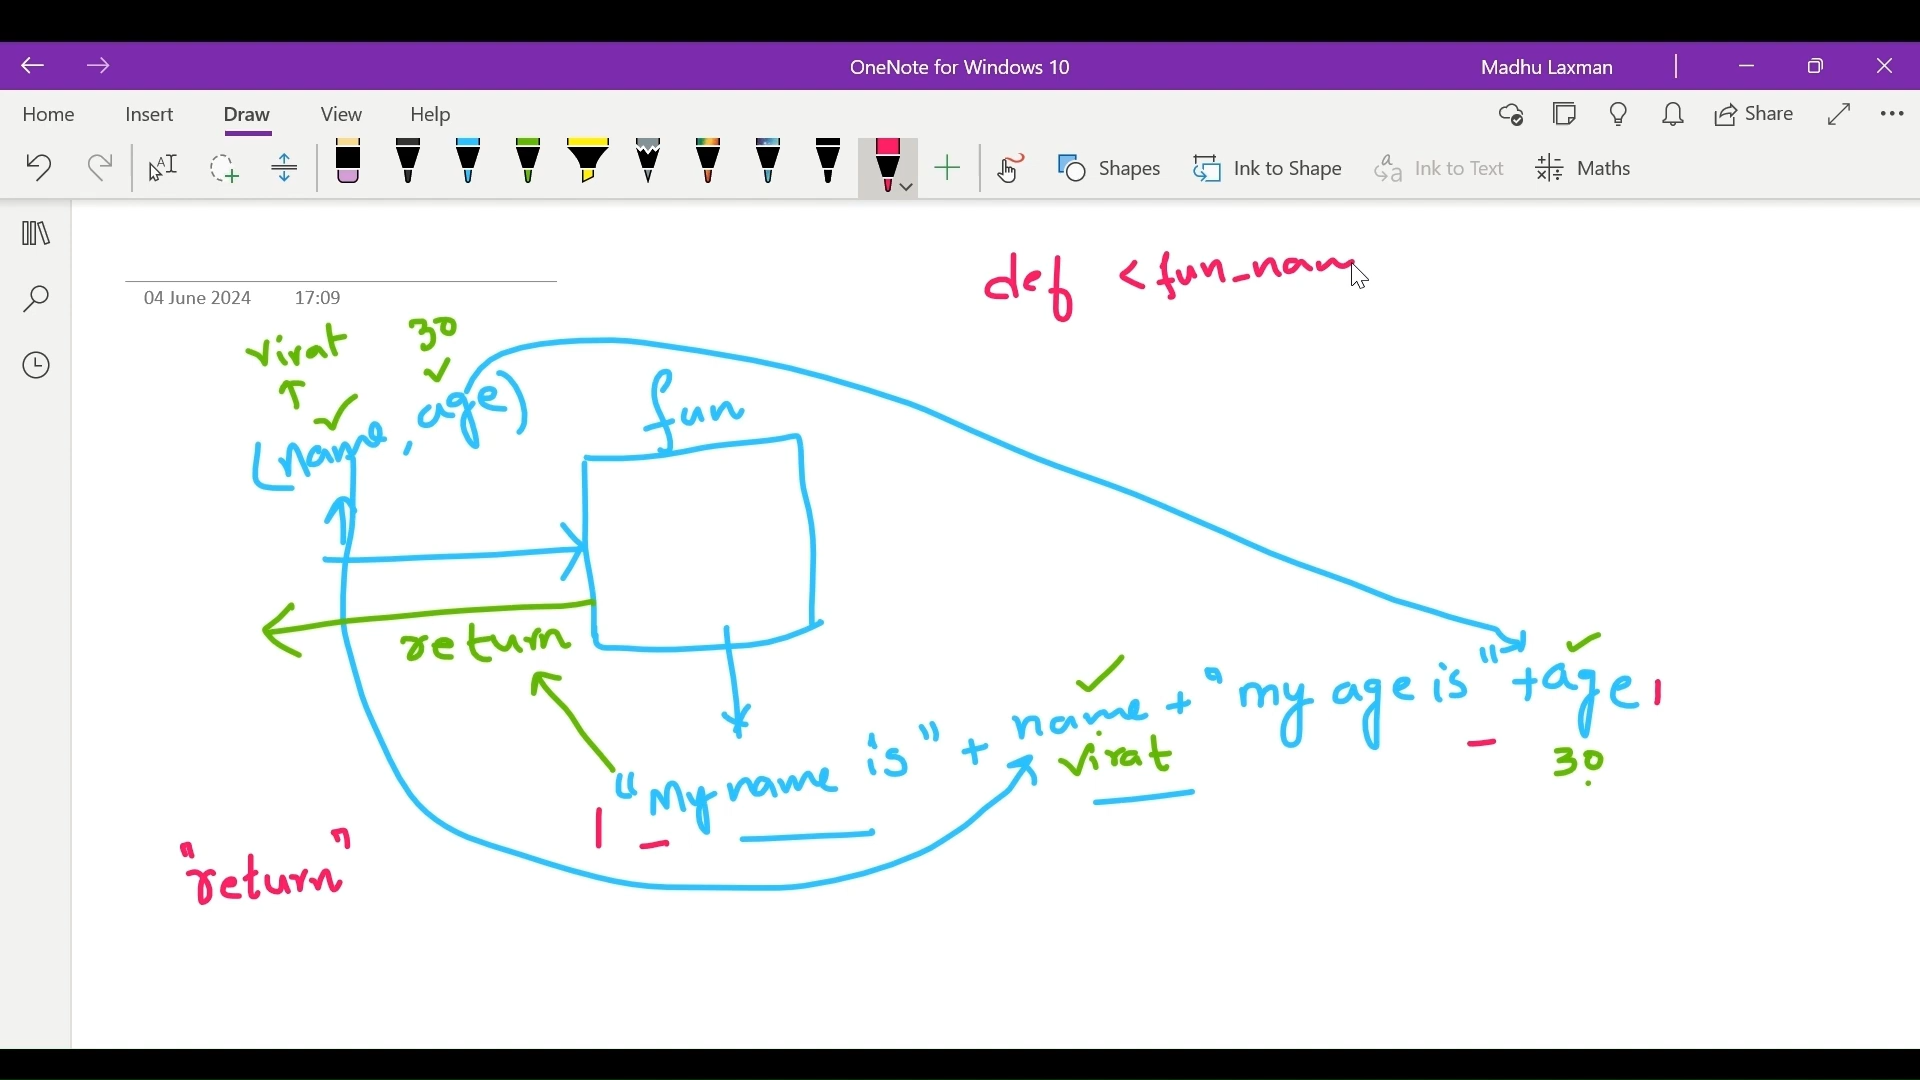 OneNote for Windows 10
Madhu Laxman
Home Insert Draw View Help
Share
Shapes Ink to Shape Ink to Text Maths
def <fun_nam
04 June 2024 17:09
virat 30
(name, age)
fun
return
"My name is" + name + "my age is" + age
virat
30
"return"